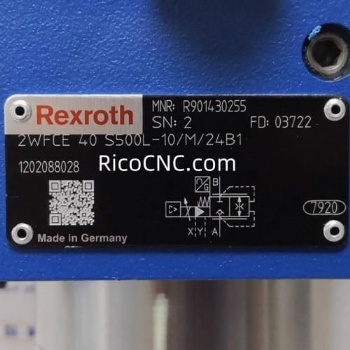 Rexroth
MNR: R901430255
SN: 2 FD: 03722
2WFCE 40 S500L-10/M/24B1
1202088028
RicoCNC.com
G B
X Y A
Made in Germany
7920